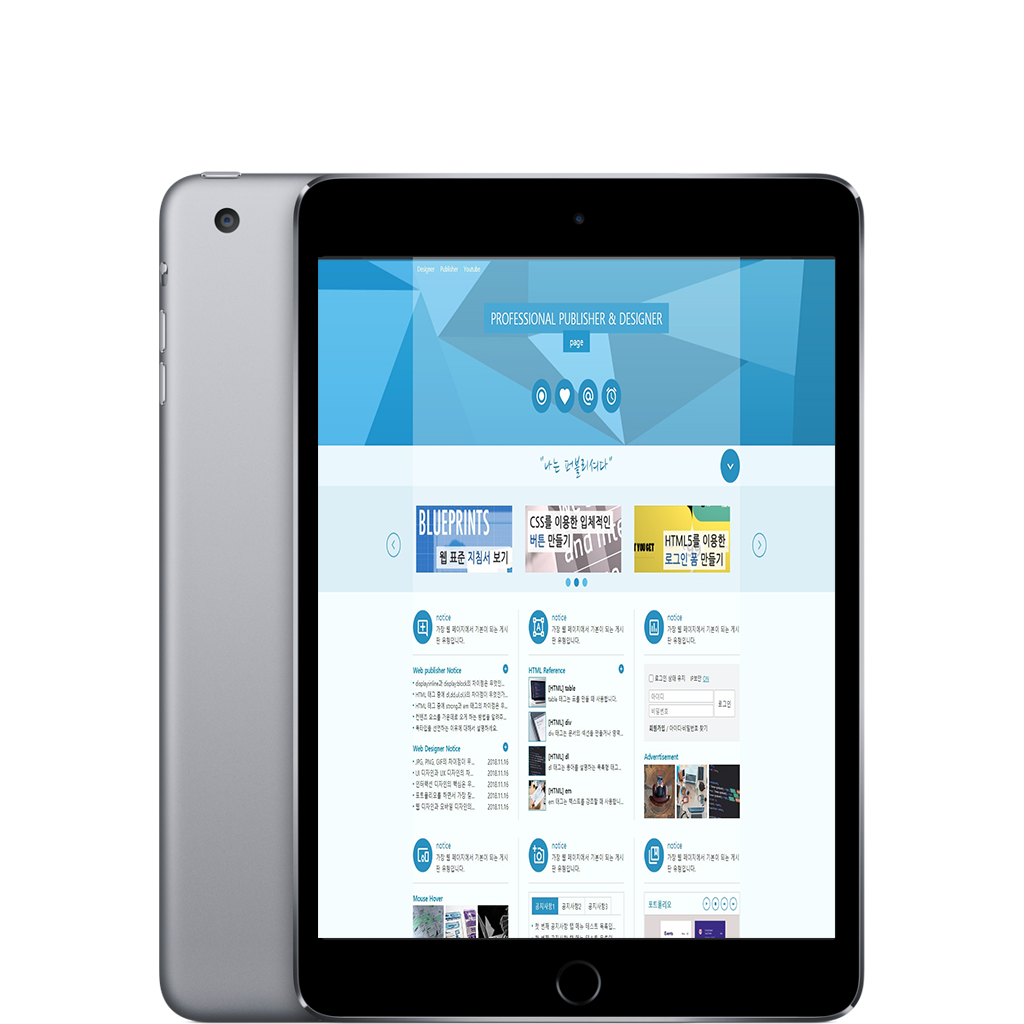 Designer Publisher Youtube
PROFESSIONAL PUBLISHER & DESIGNER
page
"나는 퍼블리셔다"
BLUEPRINTS
웹 표준 지침서 보기
CSS를 이용한 입체적인
버튼 만들기
and inte
HTML5를 이용한
로그인 폼 만들기
notice
가장 웹 페이지에서 기본이 되는 게시
판 유형입니다.
notice
가장 웹 페이지에서 기본이 되는 게시
판 유형입니다.
notice
가장 웹 페이지에서 기본이 되는 게시
판 유형입니다.
Web publisher Notice
• display:inline과 display:block의 차이점은 무엇인...
• HTML 태그 중에 dl,dd,ul,ol,li의 차이점이 무엇인가...
• HTML 태그 중에 strong과 em 태그의 차이점은 무...
• 컨텐츠 요소를 가운데로 오게 하는 방법을 알려주...
• 독타입을 선언하는 이유에 대해서 설명하세요.
Web Designer Notice
• JPG, PNG, GIF의 차이점이 무... 2018.11.16
• UI 디자인과 UX 디자인의 차... 2018.11.16
• 인터랙션 디자인의 핵심은 무... 2018.11.16
• 포트폴리오를 하면서 가장 잘... 2018.11.16
• 웹 디자인과 모바일 디자인의... 2018.11.16
HTML Reference
[HTML] table
table 태그는 표를 만들 때 사용합니다.
[HTML] div
div 태그는 문서의 섹션을 만들거나 영역...
[HTML] dl
dl 태그는 용어를 설명하는 목록형 태그...
[HTML] em
em 태그는 텍스트를 강조할 때 사용합니...
로그인 상태 유지 IP보안 ON
아이디
비밀번호
로그인
회원가입 / 아이디·비밀번호 찾기
Advertisement
notice
가장 웹 페이지에서 기본이 되는 게시
판 유형입니다.
notice
가장 웹 페이지에서 기본이 되는 게시
판 유형입니다.
notice
가장 웹 페이지에서 기본이 되는 게시
판 유형입니다.
Mouse Hover
공지사항1 공지사항2 공지사항3
• 첫 번째 공지사항 탭 메뉴 테스트 목록입...
포트폴리오
Events